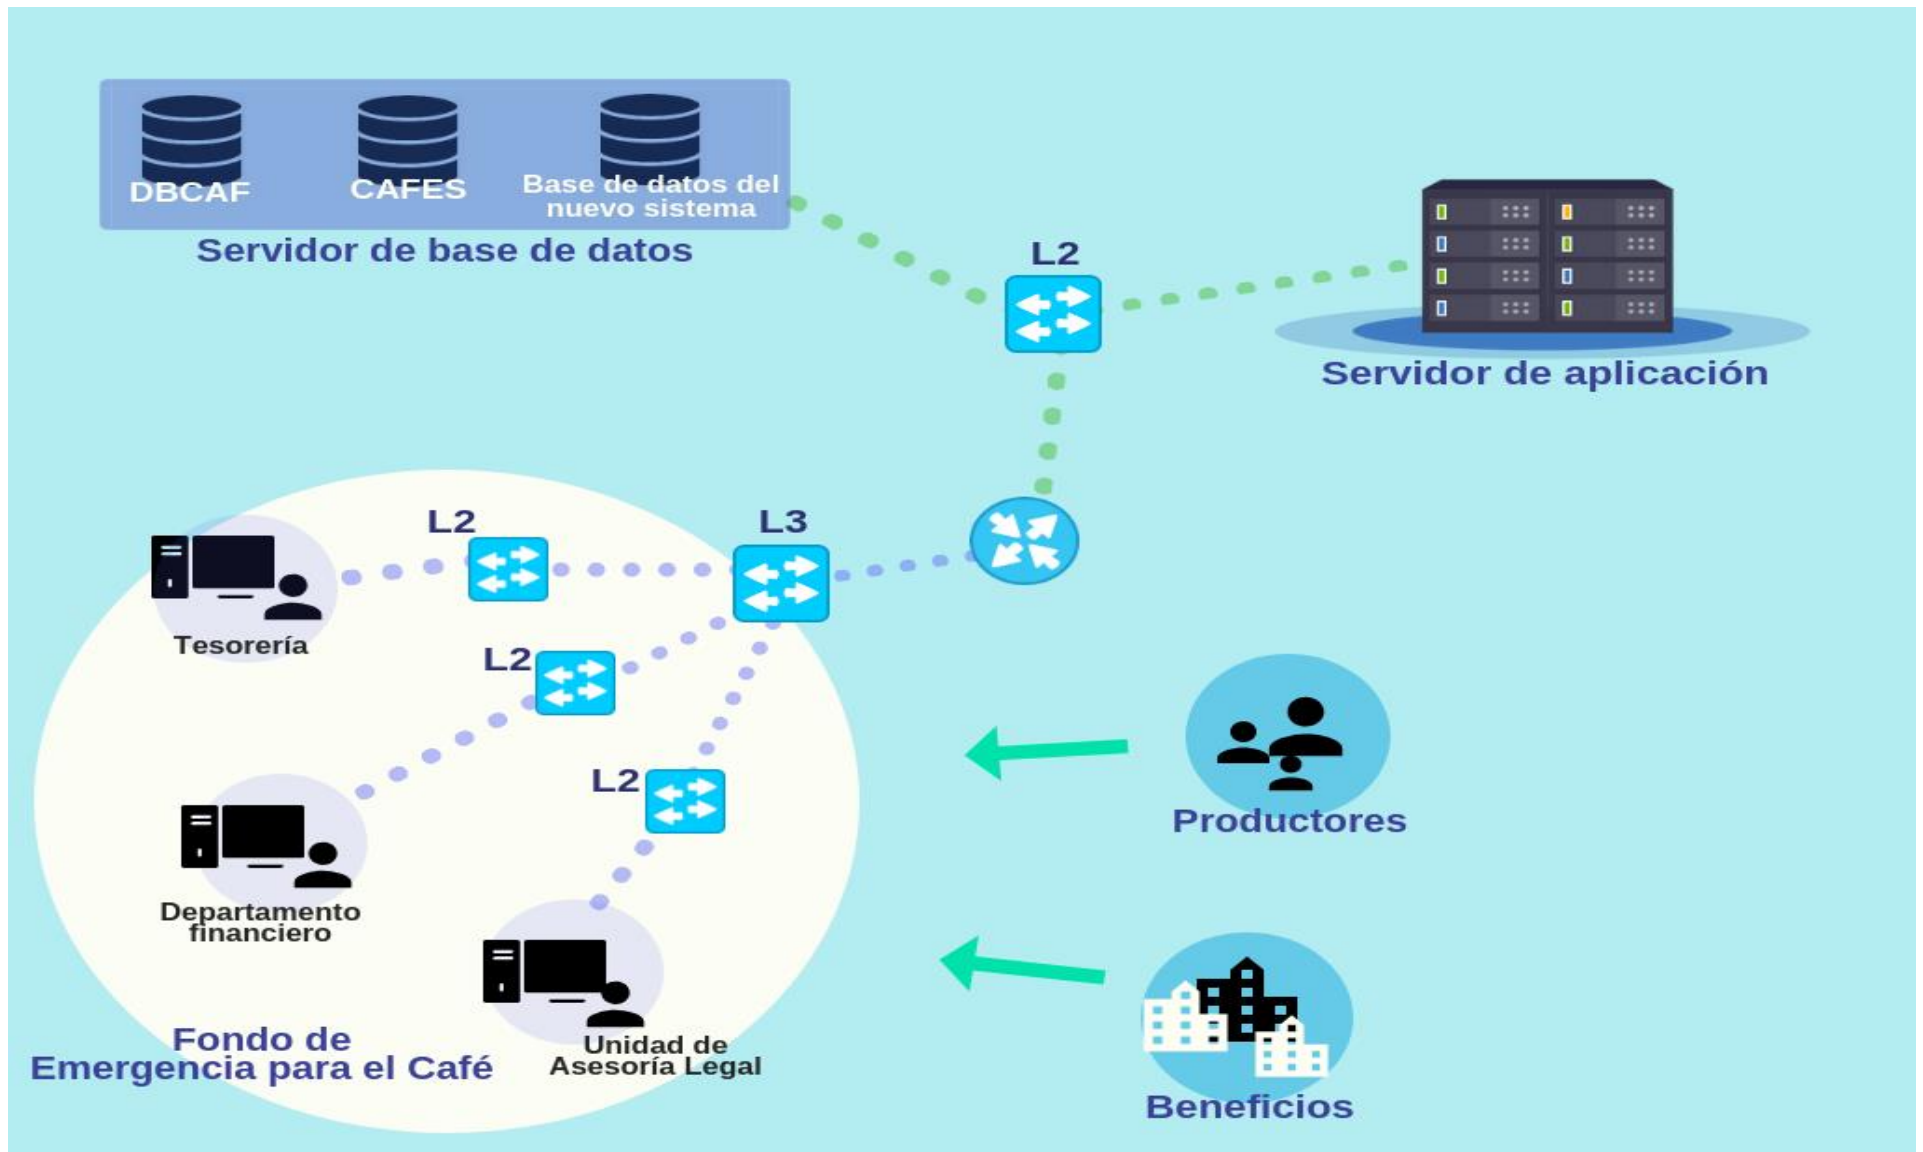 DBCAF
CAFES
Base de datos del
nuevo sistema
Servidor de base de datos
L2
Servidor de aplicación
L2
L3
Tesorería
L2
L2
Productores
Departamento
financiero
Fondo de
Emergencia para el Café
Unidad de
Asesoría Legal
Beneficios